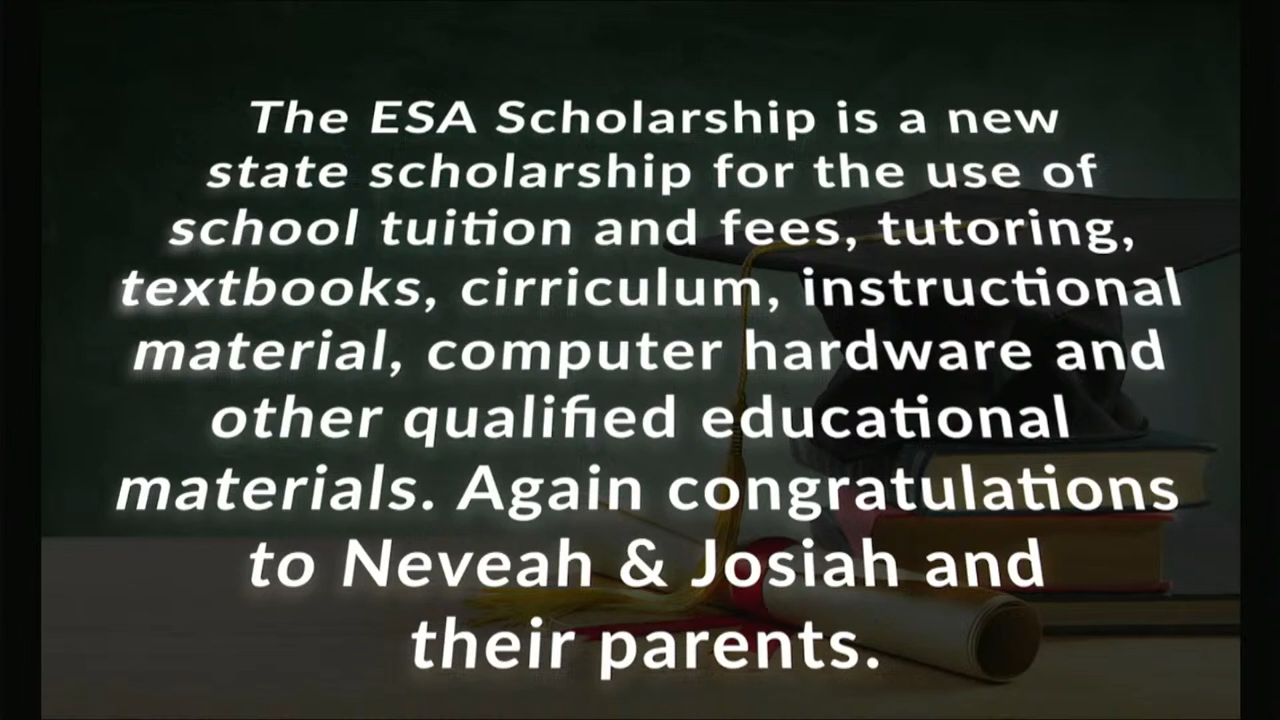 The ESA Scholarship is a new
state scholarship for the use of
school tuition and fees, tutoring,
textbooks, cirriculum, instructional
material, computer hardware and
other qualified educational
materials. Again congratulations
to Neveah & Josiah and
their parents.